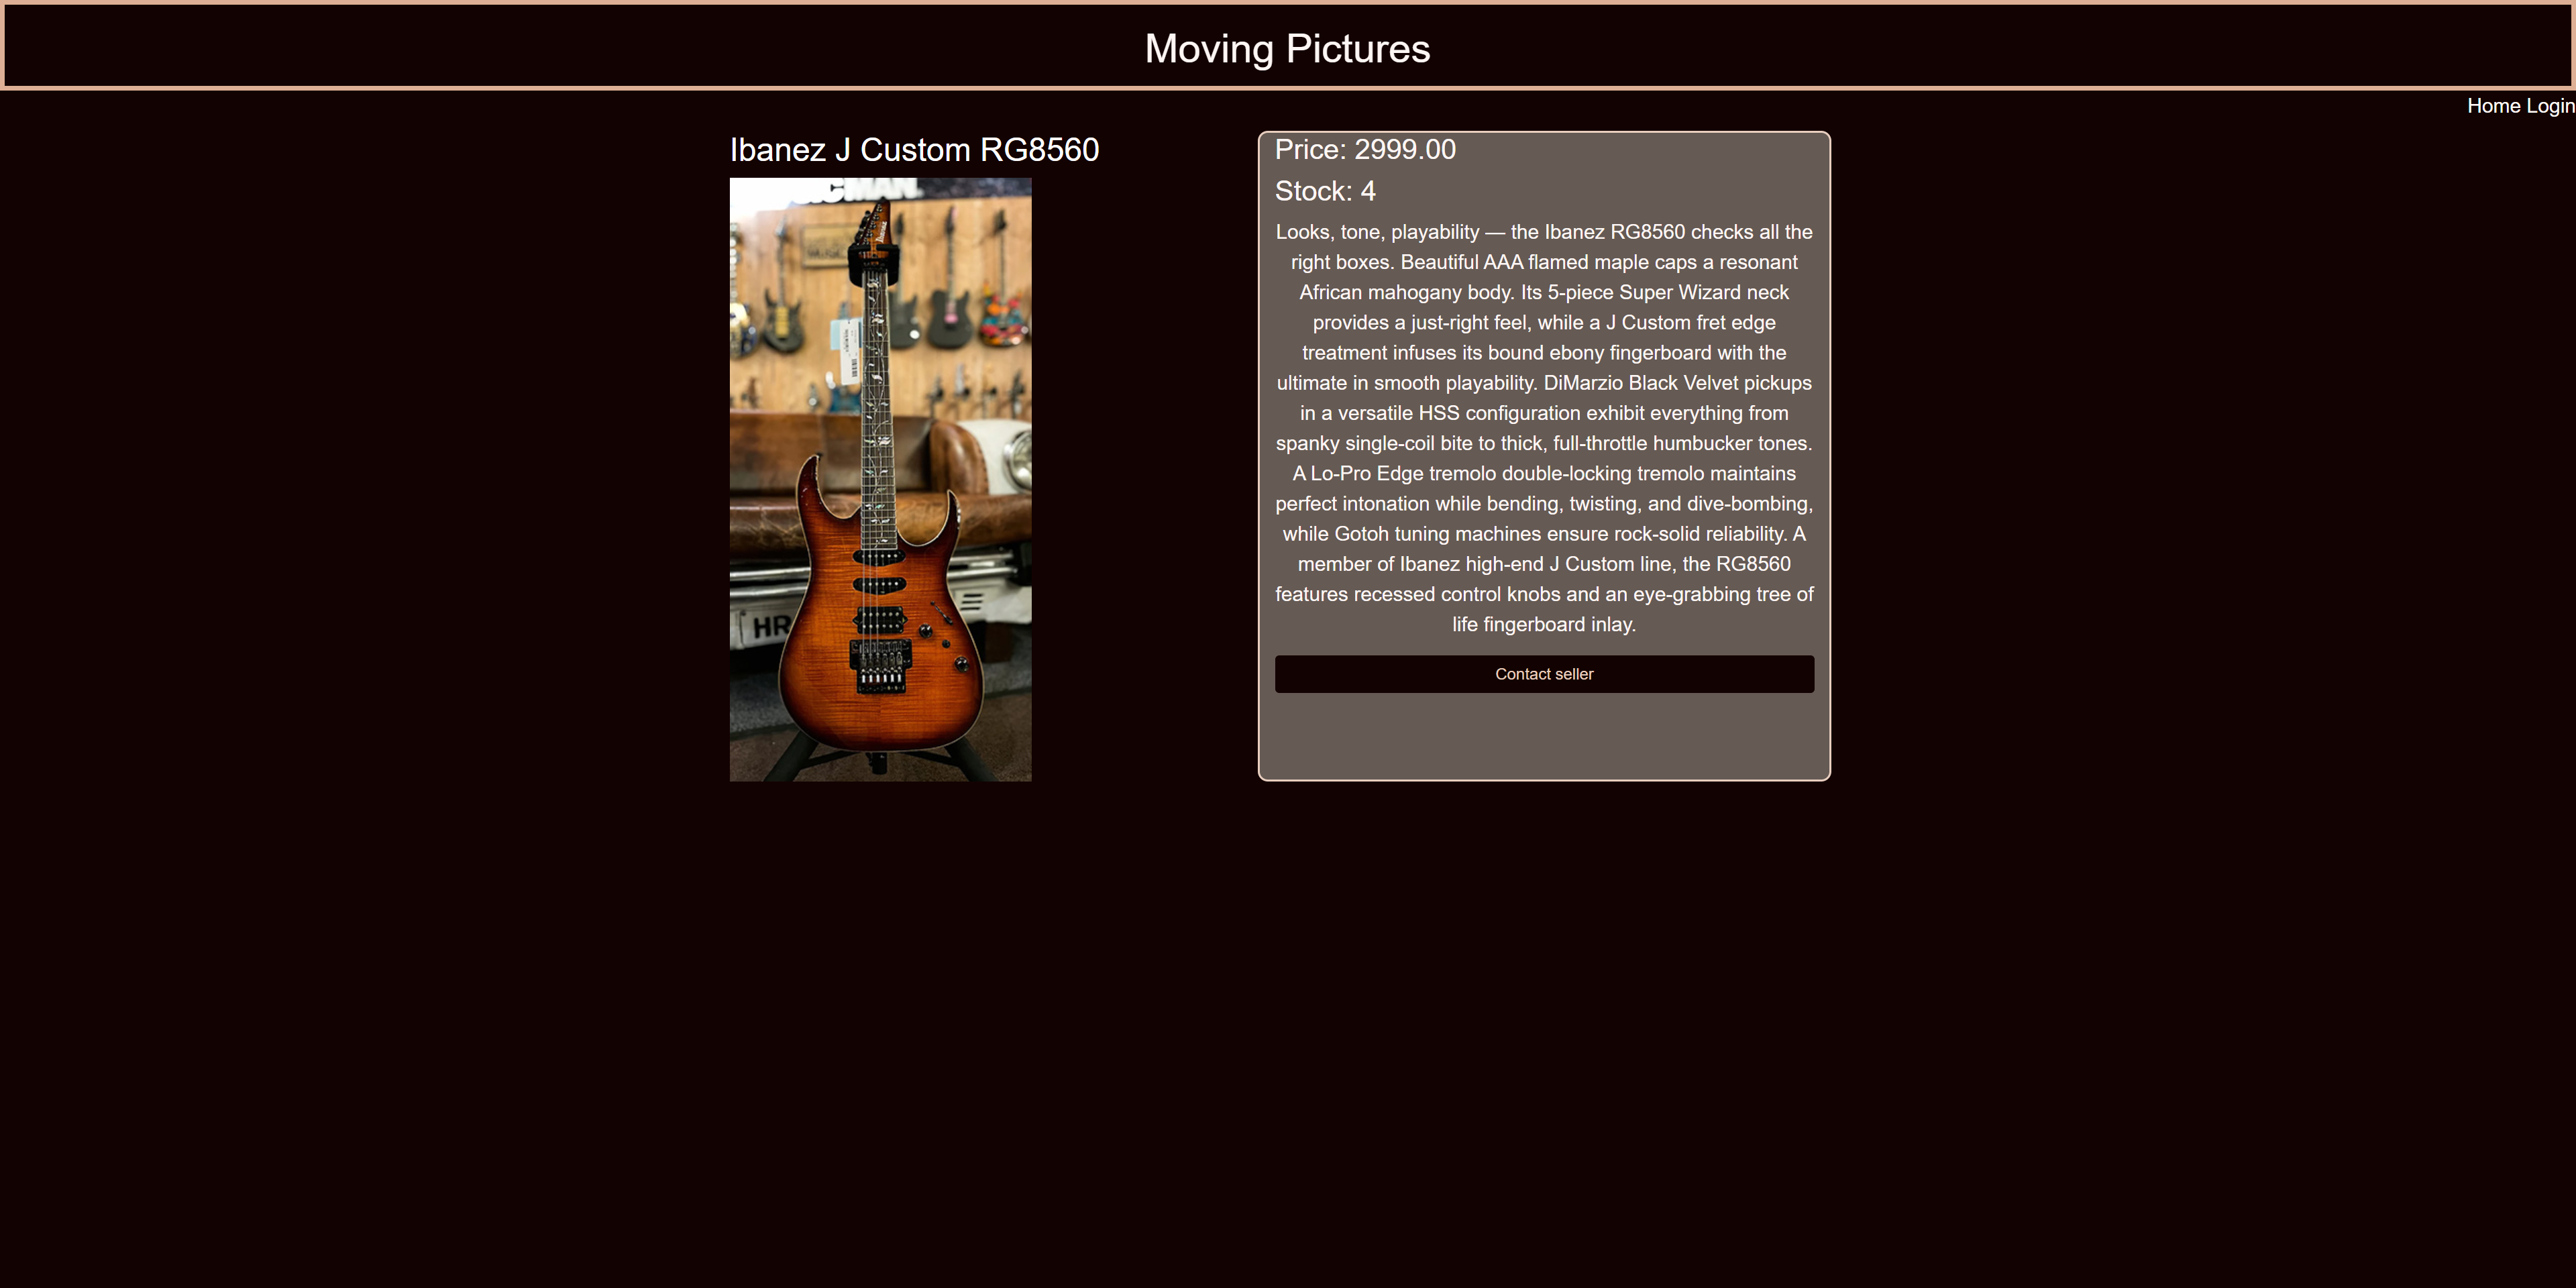 Moving Pictures
Home Login
Ibanez J Custom RG8560
HR
Price: 2999.00
Stock: 4
Looks, tone, playability — the Ibanez RG8560 checks all the
right boxes. Beautiful AAA flamed maple caps a resonant
African mahogany body. Its 5-piece Super Wizard neck
provides a just-right feel, while a J Custom fret edge
treatment infuses its bound ebony fingerboard with the
ultimate in smooth playability. DiMarzio Black Velvet pickups
in a versatile HSS configuration exhibit everything from
spanky single-coil bite to thick, full-throttle humbucker tones.
A Lo-Pro Edge tremolo double-locking tremolo maintains
perfect intonation while bending, twisting, and dive-bombing,
while Gotoh tuning machines ensure rock-solid reliability. A
member of Ibanez high-end J Custom line, the RG8560
features recessed control knobs and an eye-grabbing tree of
life fingerboard inlay.
Contact seller